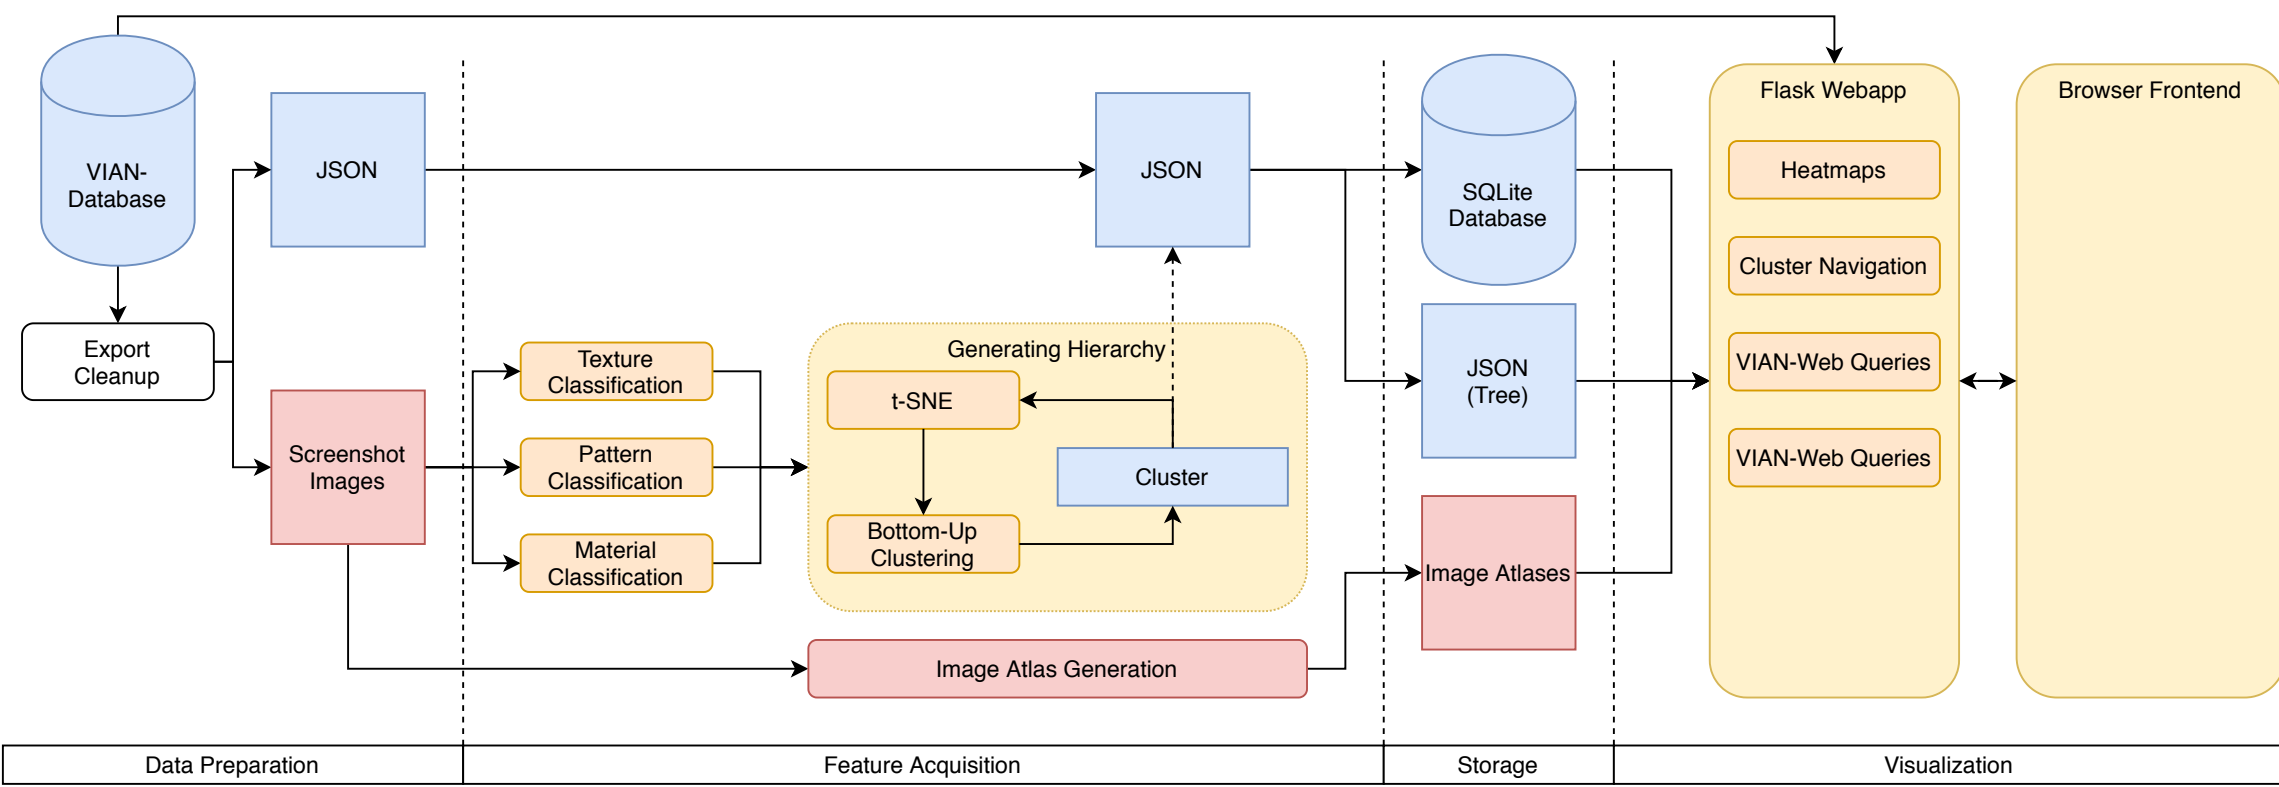 VIAN-
Database
Export
Cleanup
JSON
Screenshot
Images
Texture
Classification
Pattern
Classification
Material
Classification
JSON
Generating Hierarchy
t-SNE
Cluster
Bottom-Up
Clustering
Image Atlas Generation
SQLite
Database
JSON
(Tree)
Image Atlases
Flask Webapp
Heatmaps
Cluster Navigation
VIAN-Web Queries
VIAN-Web Queries
Browser Frontend
Data Preparation
Feature Acquisition
Storage
Visualization